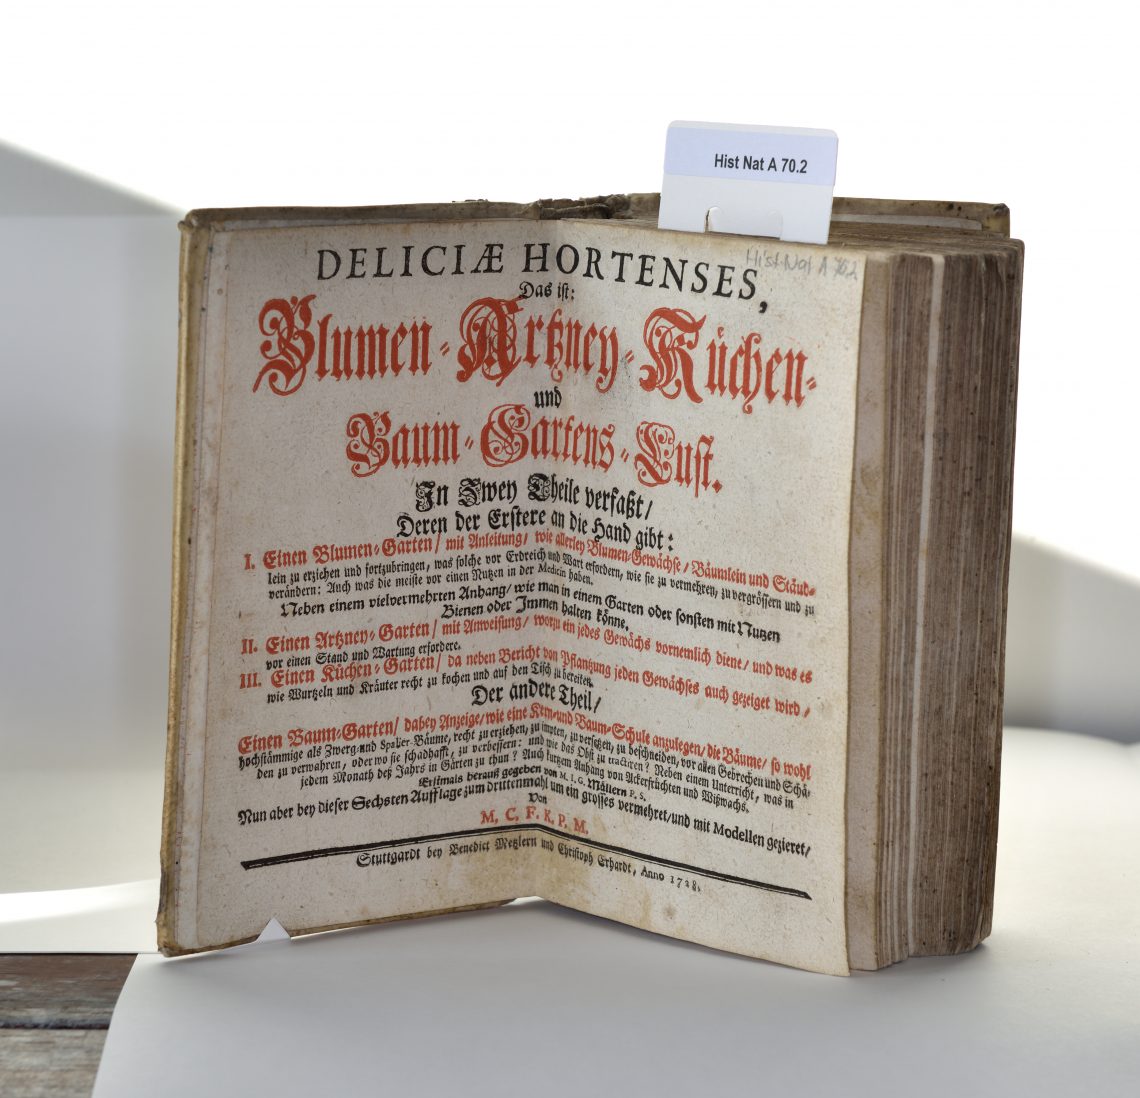 Hist Nat A 70.2
Hist Nat A 70.2
DELICIÆ HORTENSES,
Das ist:
Blumen-Artzney-Küchen-
und
Baum-Gartens-Lust.
In Zwey Theile verfaßt/
Deren der Erstere an die Hand gibt:
I. Einen Blumen-Garten/ mit Anleitung/ wie allerley Blumen-Gewächse/ Bäumlein und Stäud-
lein zu erziehen und fortzubringen, was solche vor Erdreich und Wart erfordern, wie sie zu vermehren, zu vergrössern und zu
verändern: Auch was die meiste vor einen Nutzen in der Medicin haben.
Neben einem vielvermehrten Anhang/ wie man in einem Garten oder sonsten mit Nutzen
Bienen oder Immen halten könne.
II. Einen Artzney-Garten/ mit Anweisung/ worzu ein jedes Gewächs vornemlich diene/ und was es
vor einen Stand und Wartung erfordere.
III. Einen Küchen-Garten/ da neben Bericht von Pflantzung jeden Gewächses auch gezeiget wird/
wie Wurtzeln und Kräuter recht zu kochen und auf den Tisch zu bereiten.
Der andere Theil/
Einen Baum-Garten/ dabey Anzeige/ wie eine Kern-und Baum-Schule anzulegen/ die Bäume/ so wohl
hochstämmige als Zwerg-und Spalier-Bäume, recht zu erziehen, zu impten, zu versetzen, zu beschneiden, vor allen Gebrechen und Schä-
den zu verwahren, oder wo sie schadhafft, zu verbessern: und wie das Obst zu tractiren? Neben einem Unterricht, was in
jedem Monath deß Jahrs in Gärten zu thun? Auch kurtzem Anhang von Ackerfrüchten und Wißwachs.
Erstmals herauß gegeben von M. I. G. Müllern P. S.
Nun aber bey dieser Sechsten Aufflage zum drittenmahl um ein grosses vermehret/ und mit Modellen gezieret/
Von
M. C. F. K. P. M.
Stuttgardt bey Benedict Metzlern und Christoph Erhardt, Anno 1728.